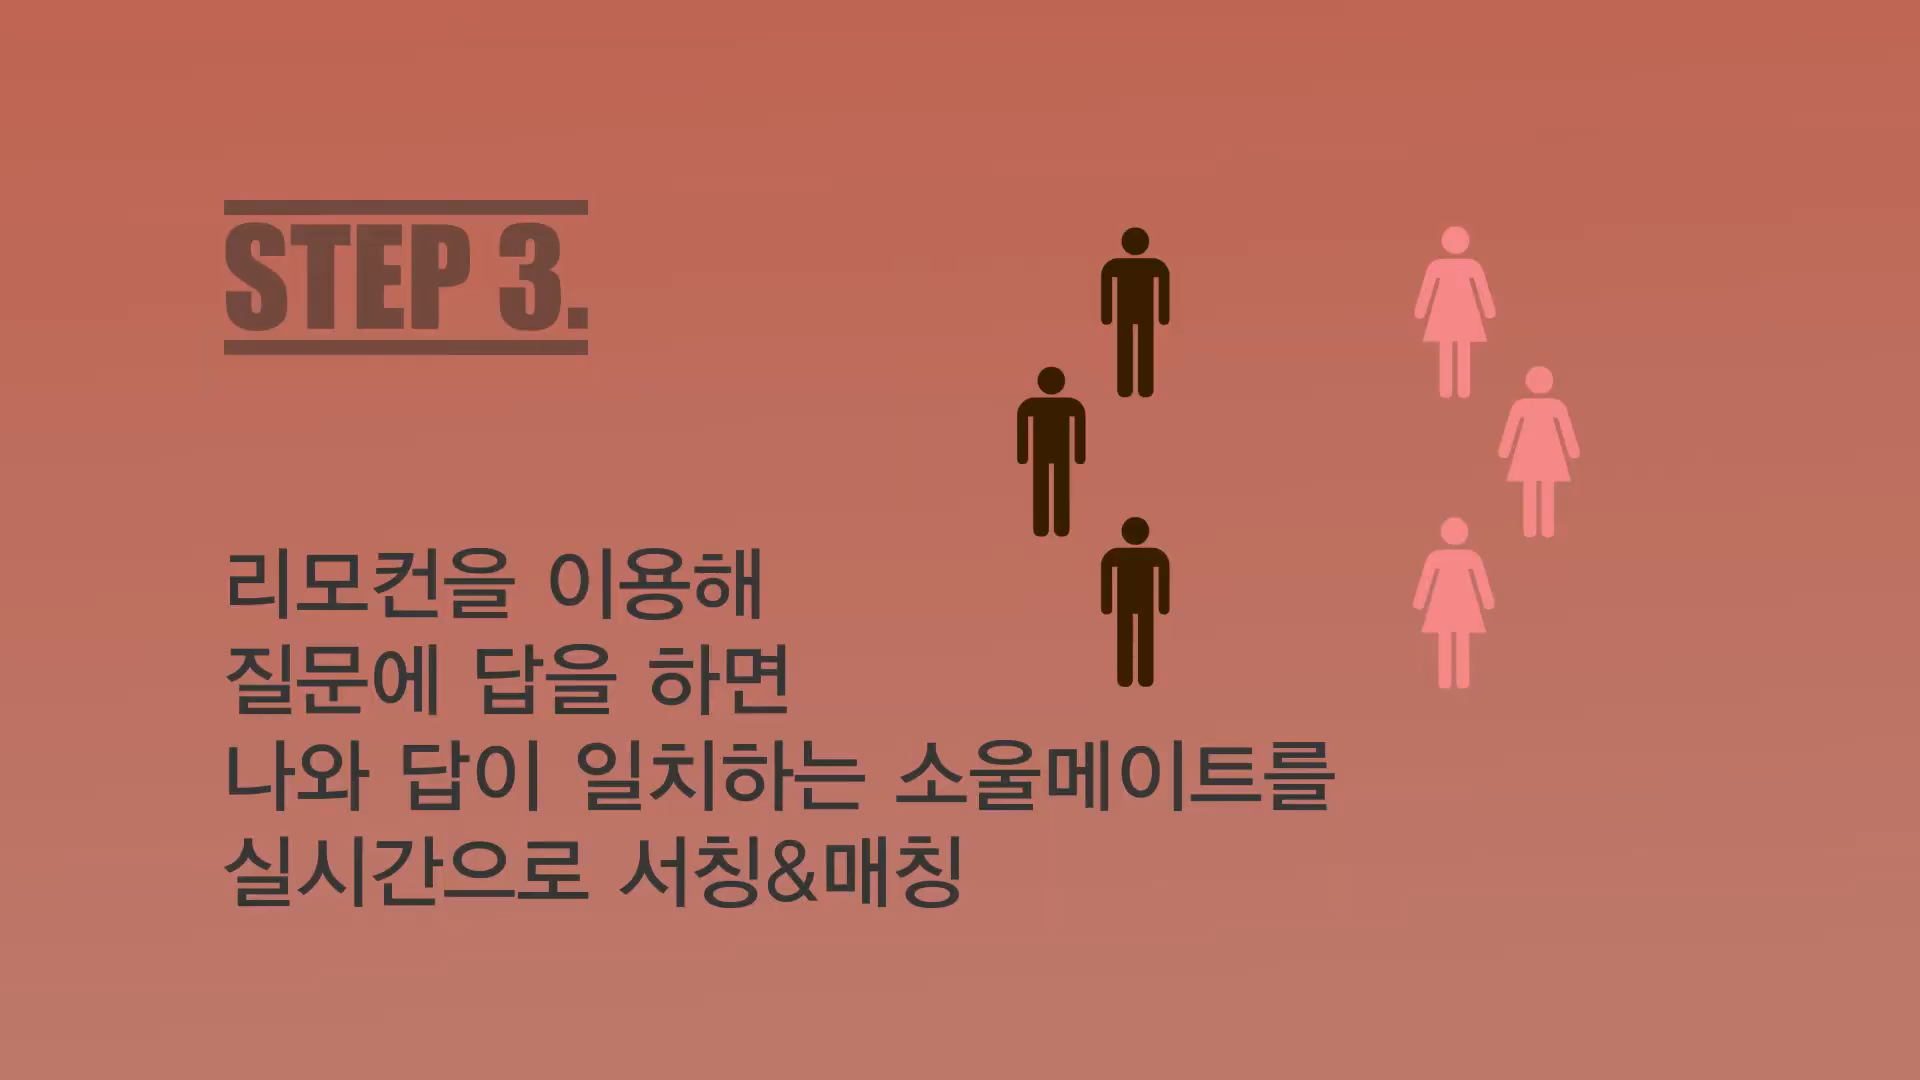 STEP 3.
리모컨을 이용해
질문에 답을 하면
나와 답이 일치하는 소울메이트를
실시간으로 서칭&매칭